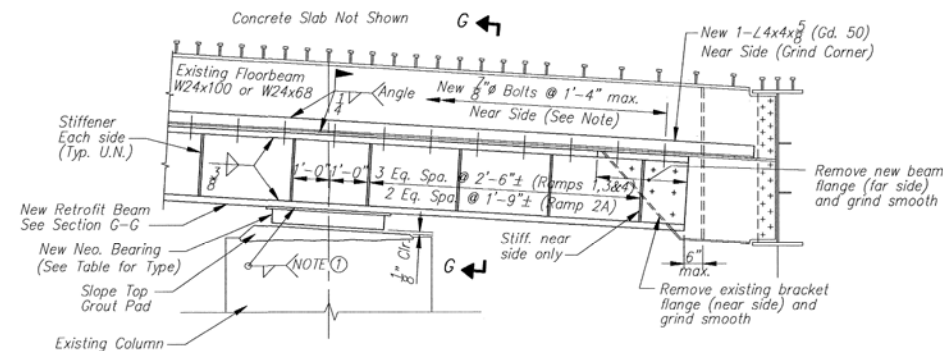 Concrete Slab Not Shown
G
New 1-L4x4x5/8 (Gd. 50)
Near Side (Grind Corner)
Existing Floorbeam
W24x100 or W24x68
1/4
Angle
New 7/8"ø Bolts @ 1'-4" max.
Near Side (See Note)
Stiffener
Each side
(Typ. U.N.)
3/8
1'-0"
1'-0"
3 Eq. Spa. @ 2'-6"± (Ramps 1,3&4)
2 Eq. Spa. @ 1'-9"± (Ramp 2A)
Remove new beam
flange (far side)
and grind smooth
New Retrofit Beam
See Section G-G
New Neo. Bearing
(See Table for Type)
NOTE 1
1/8" Clr.
G
Stiff. near
side only
6"
max.
Slope Top
Grout Pad
Remove existing bracket
flange (near side) and
grind smooth
Existing Column